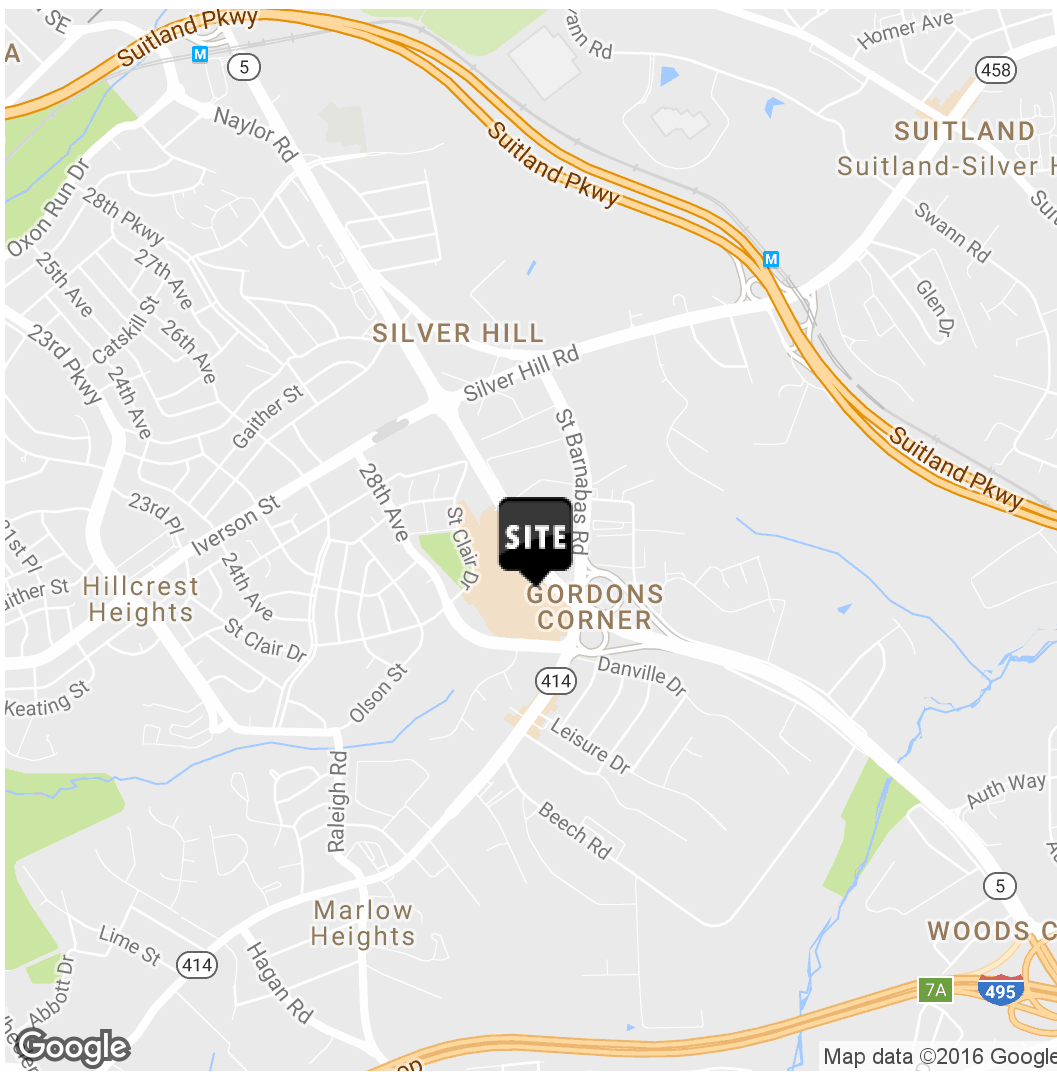 SE
Suitland Pkwy
M
5
A
Naylor Rd
Homer Ave
458
SUITLAND
Suitland-Silver H
Suitland Pkwy
Swann Rd
Oxon Run Dr
28th Pkwy
27th Ave
25th Ave
Catskill St
26th Ave
M
Glen Dr
23rd Pkwy
24th Ave
SILVER HILL
Silver Hill Rd
Gaither St
St Barnabas Rd
Suitland Pkwy
28th Ave
Iverson St
23rd Pl
St Clair Dr
SITE
24th Ave
Hillcrest
Heights
GORDONS
CORNER
St Clair Dr
Danville Dr
414
Olson St
Keating St
Leisure Dr
Raleigh Rd
Beech Rd
Auth Way
5
Marlow
Heights
WOODS C
Lime St
414
Hagan Rd
Abbott Dr
7A
495
Google
Map data ©2016 Google